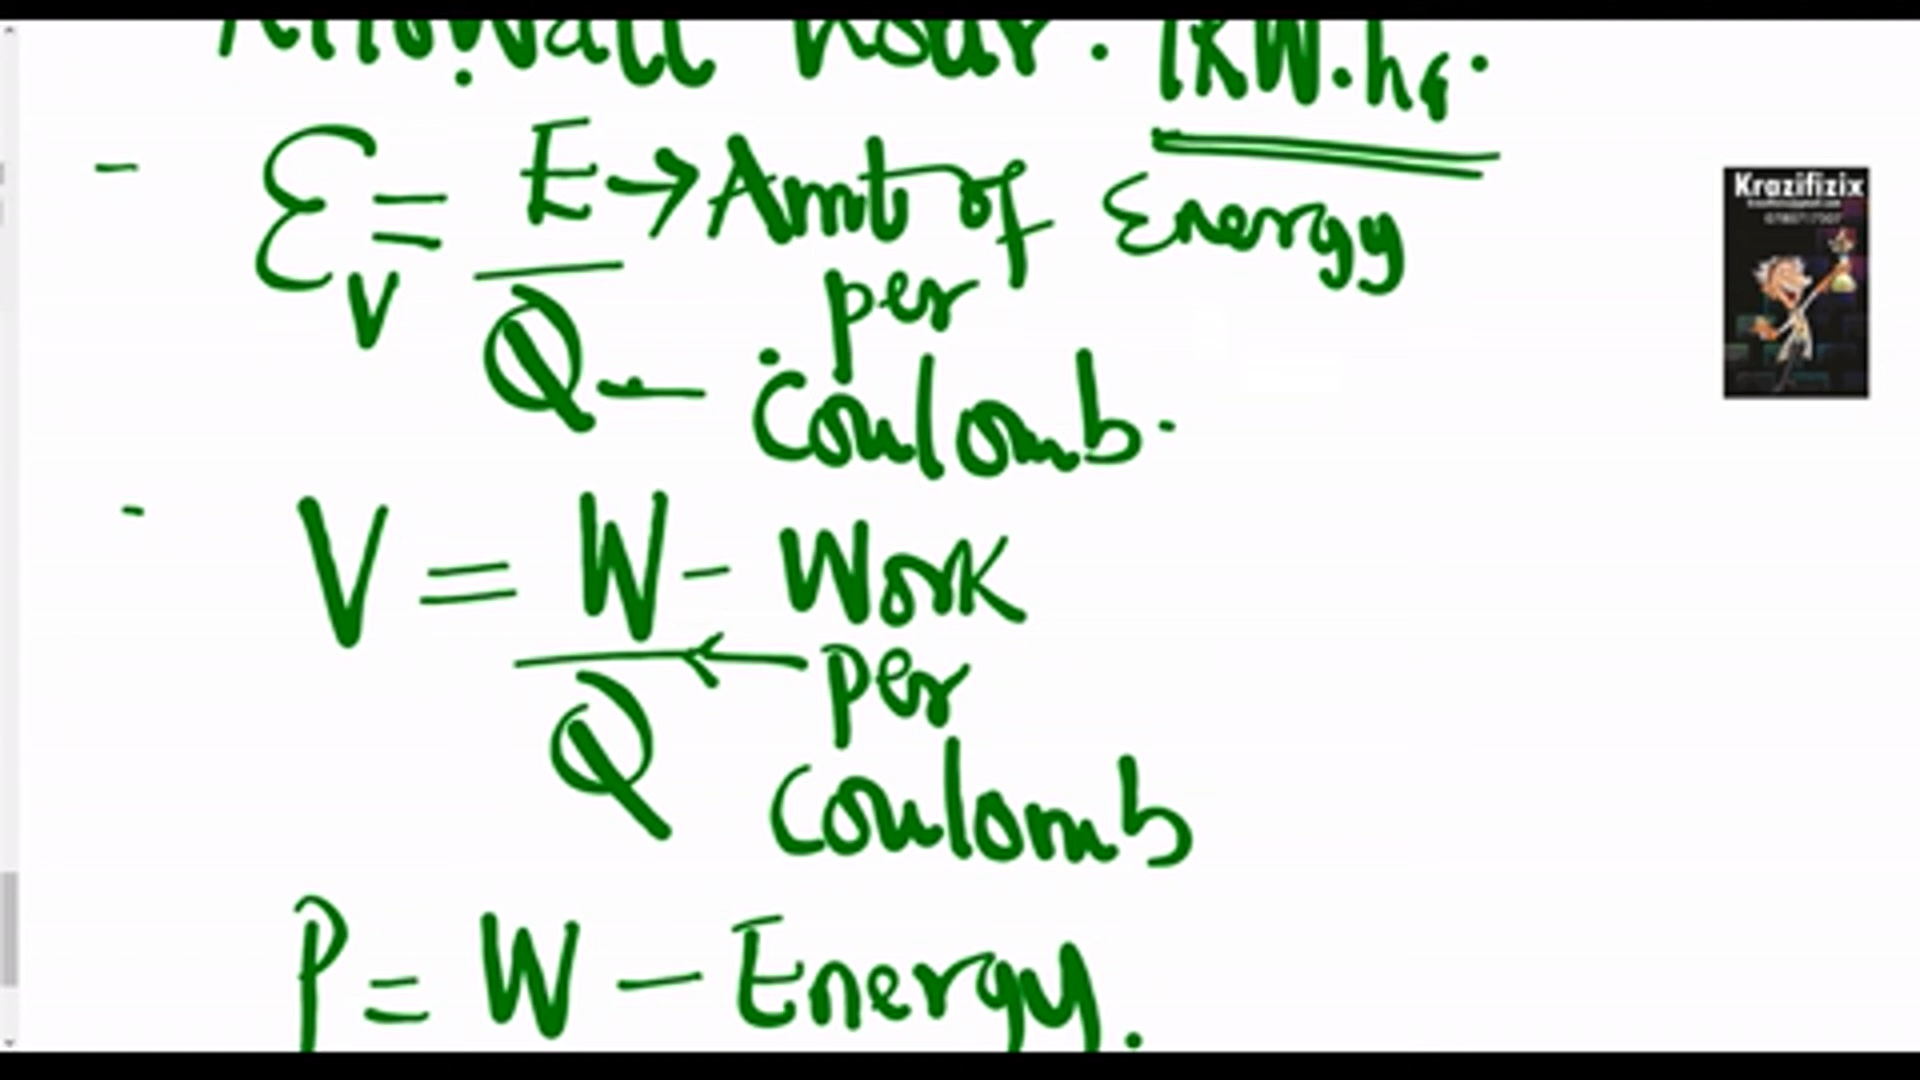 Kilowatt hour. 1KW.hr.
- Ɛ = E → Amt of Energy
V
per
Q - Coulomb.
- V = W - Work
per
Q
Coulomb
P = W - Energy.
Krazifizix